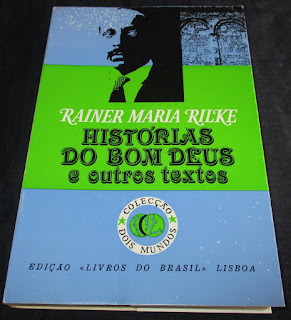 RAINER MARIA RILKE
HISTÓRIAS
DO BOM DEUS
e outros textos
COLECÇÃO
DOIS MUNDOS
EDIÇÃO «LIVROS DO BRASIL» LISBOA